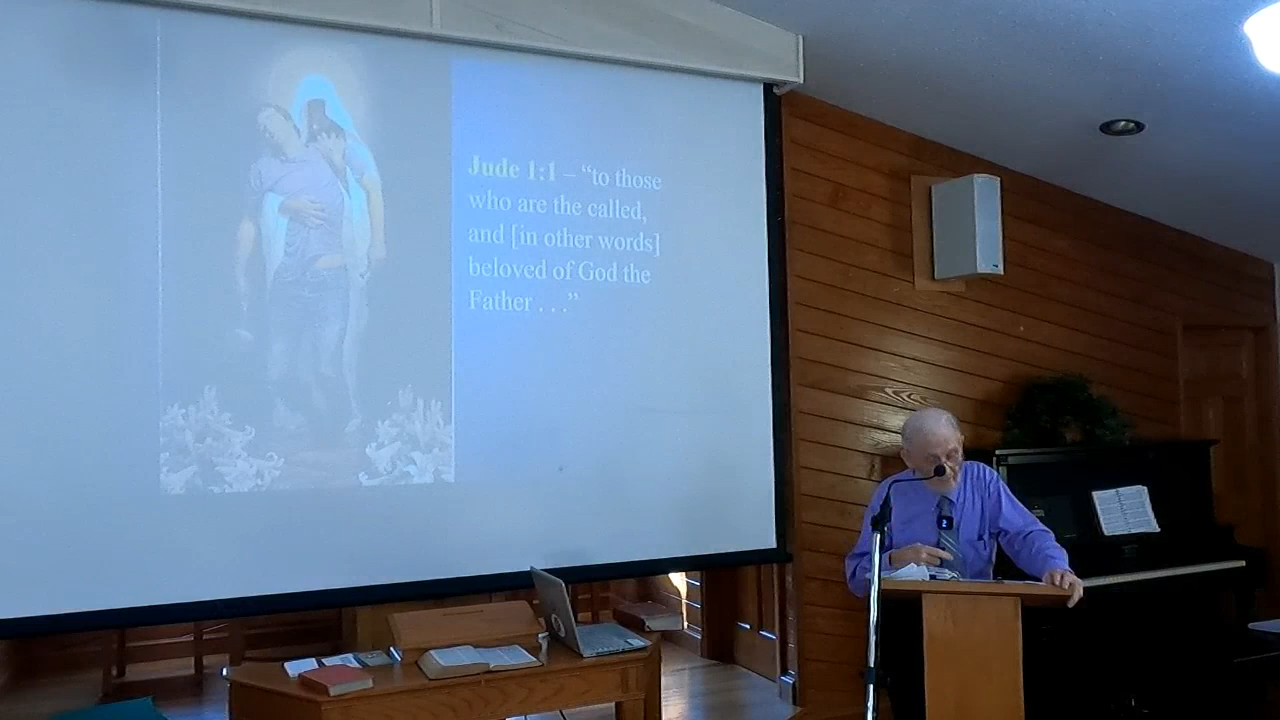 Jude 1:1 – “to those
who are the called,
and [in other words]
beloved of God the
Father . . .”